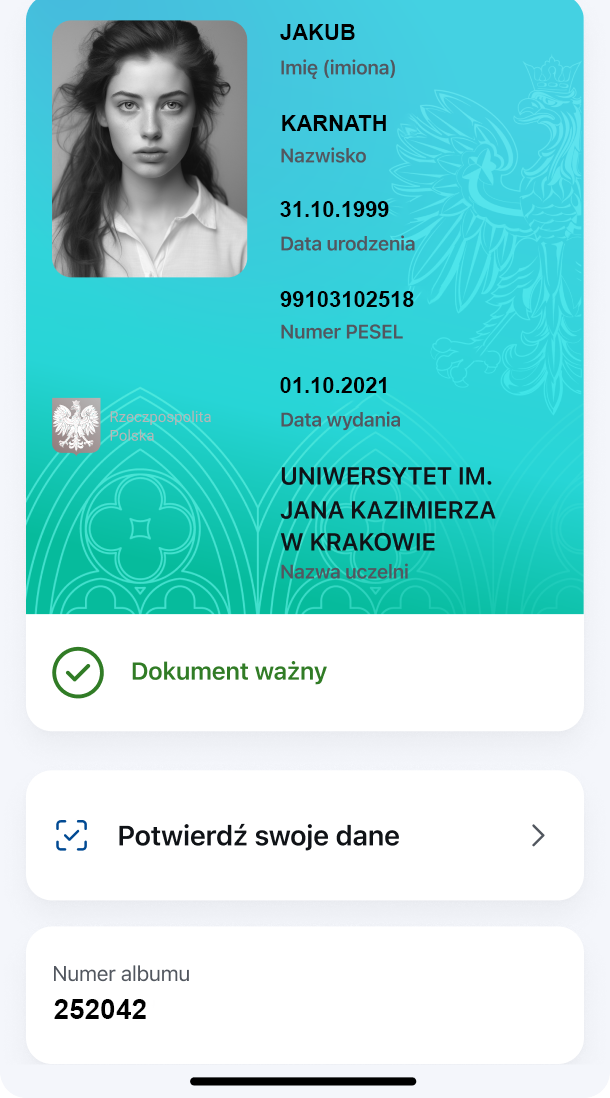 JAKUB
Imię (imiona)
KARNATH
Nazwisko
31.10.1999
Data urodzenia
99103102518
Numer PESEL
01.10.2021
Data wydania
Rzeczpospolita
Polska
UNIWERSYTET IM.
JANA KAZIMIERZA
W KRAKOWIE
Nazwa uczelni
Dokument ważny
Potwierdź swoje dane
Numer albumu
252042